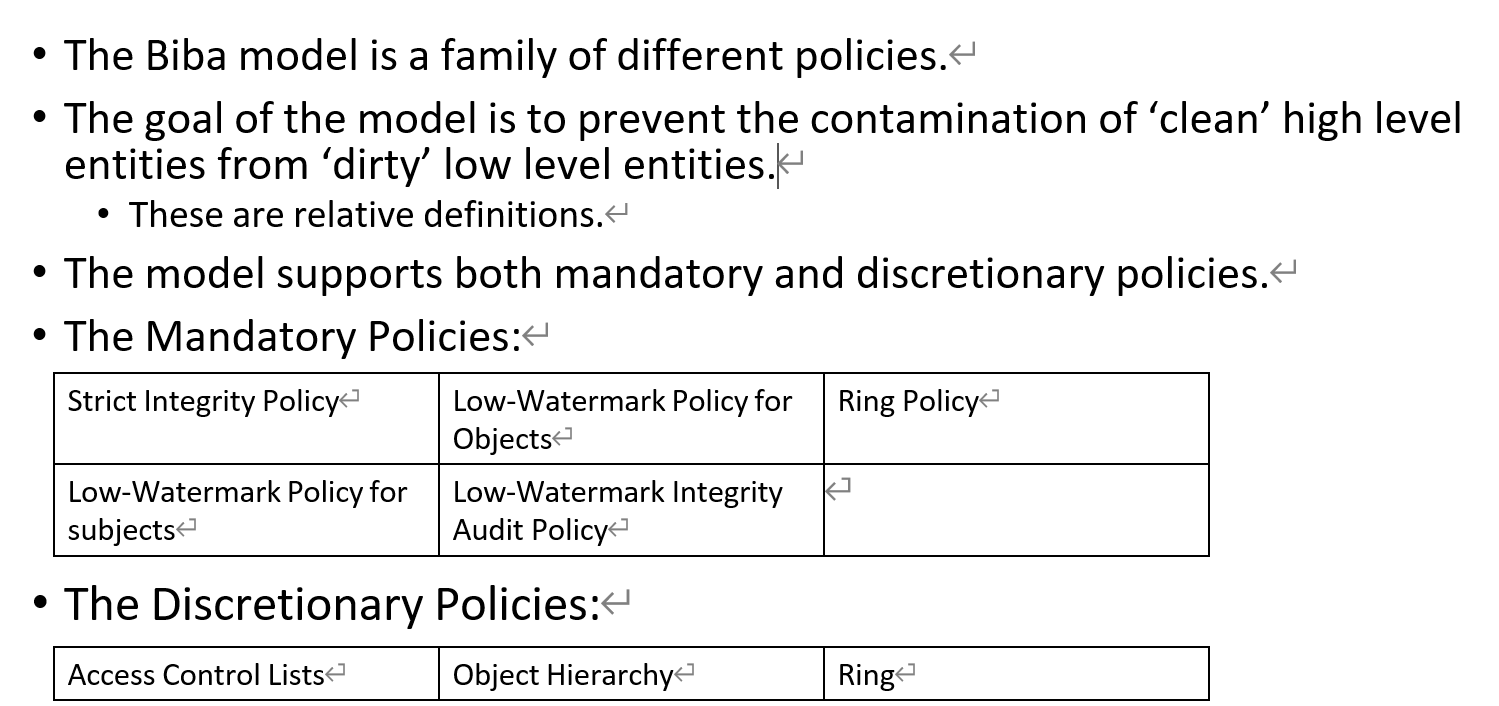 • The Biba model is a family of different policies.
• The goal of the model is to prevent the contamination of ‘clean’ high level
entities from ‘dirty’ low level entities.
• These are relative definitions.
• The model supports both mandatory and discretionary policies.
• The Mandatory Policies:
Strict Integrity Policy
Low-Watermark Policy for
Objects
Ring Policy
Low-Watermark Policy for
subjects
Low-Watermark Integrity
Audit Policy
• The Discretionary Policies:
Access Control Lists
Object Hierarchy
Ring